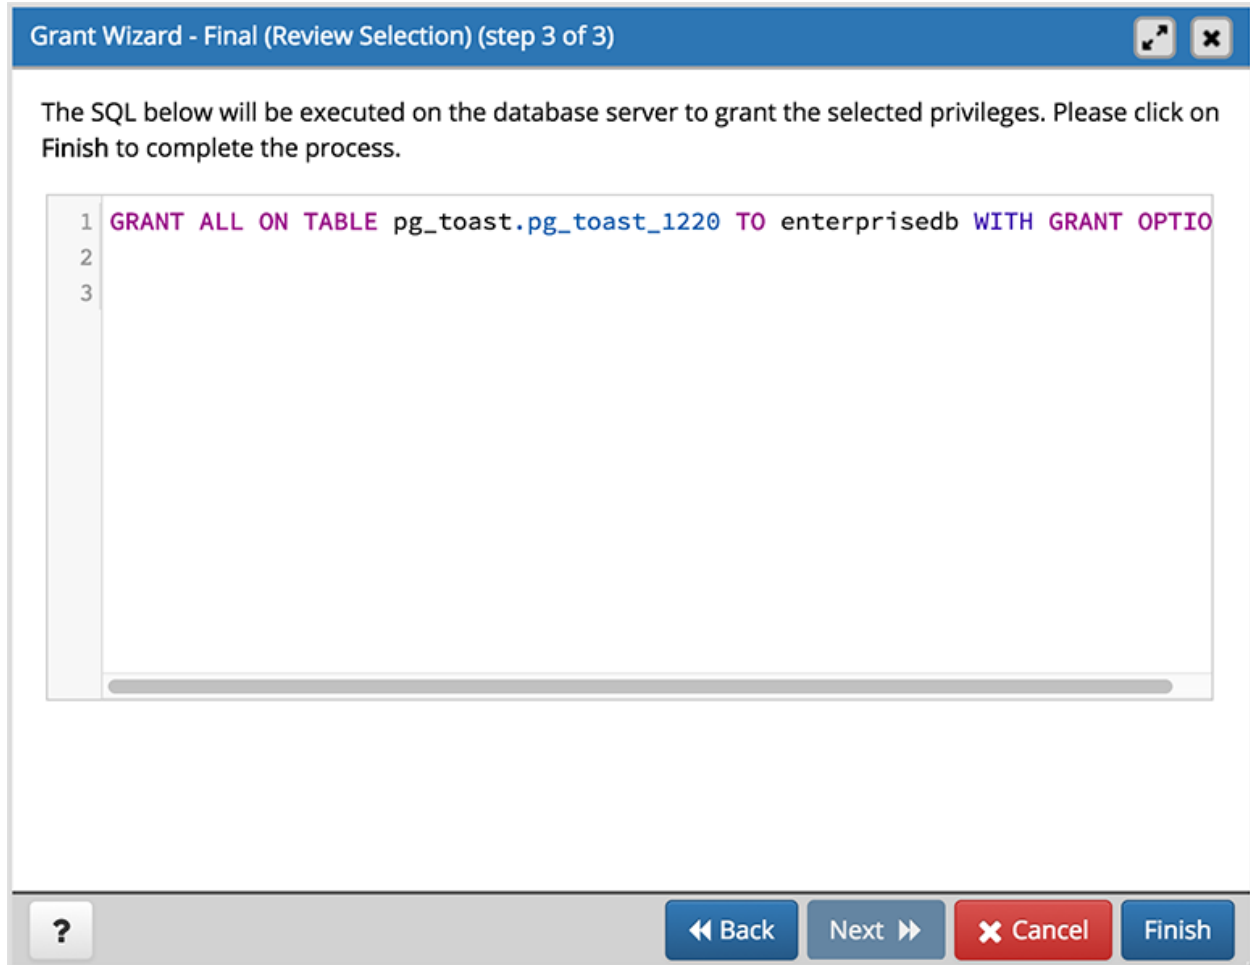 Grant Wizard - Final (Review Selection) (step 3 of 3)
The SQL below will be executed on the database server to grant the selected privileges. Please click on
Finish to complete the process.
1 GRANT ALL ON TABLE pg_toast.pg_toast_1220 TO enterprisedb WITH GRANT OPTIO
2
3
? Back Next Cancel Finish